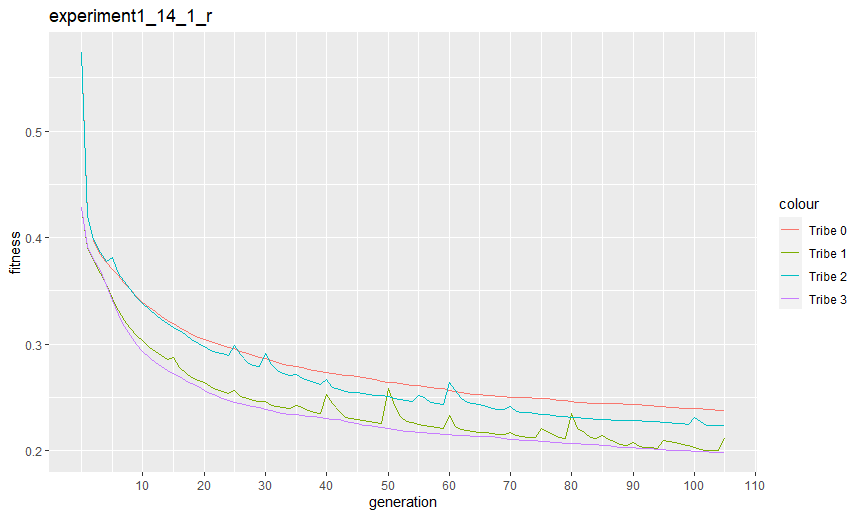 experiment1_14_1_r
0.5
0.4
0.3
0.2
fitness
10 20 30 40 50 60 70 80 90 100 110
generation
colour
Tribe 0
Tribe 1
Tribe 2
Tribe 3